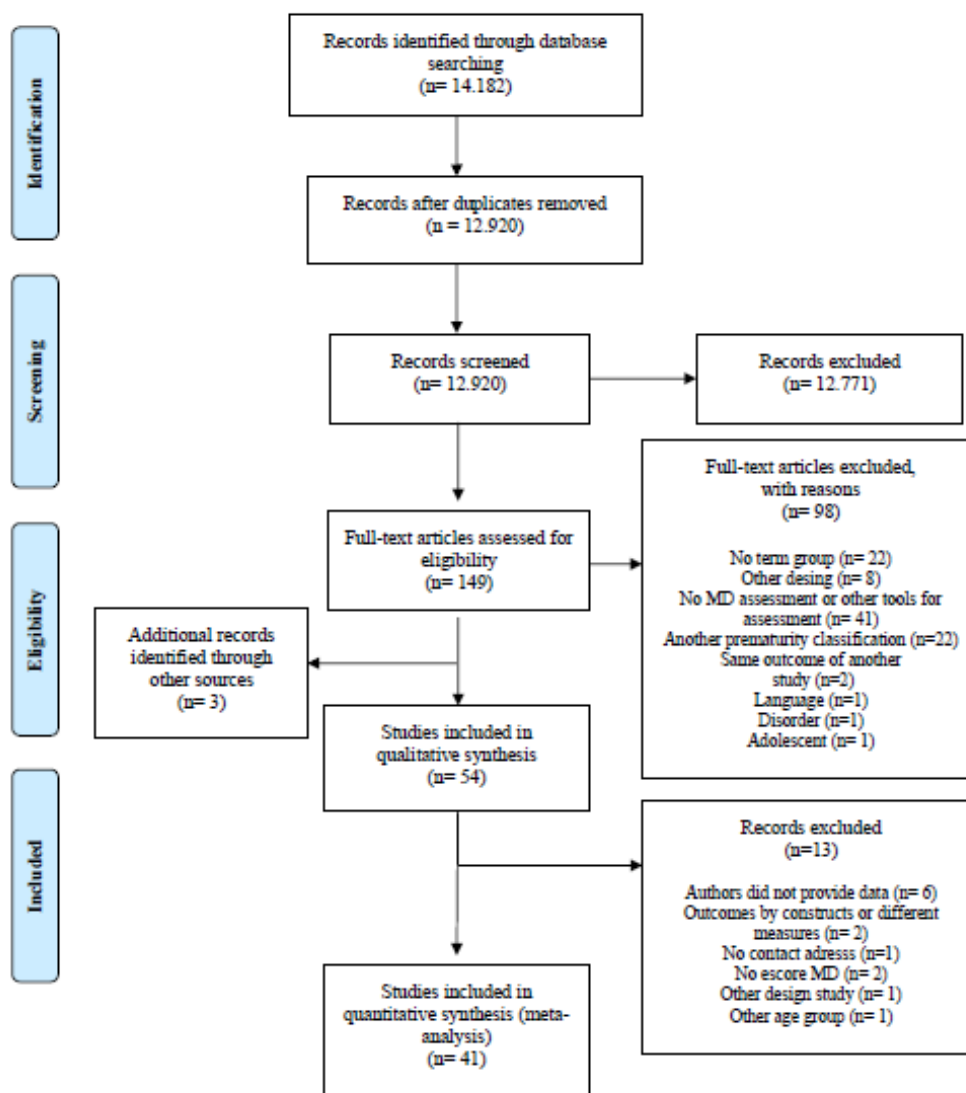 Identification
Records identified through database
searching
(n= 14.182)
Records after duplicates removed
(n = 12.920)
Screening
Records screened
(n= 12.920)
Records excluded
(n= 12.771)
Eligibility
Full-text articles assessed for
eligibility
(n= 149)
Full-text articles excluded,
with reasons
(n= 98)
No term group (n= 22)
Other desing (n= 8)
No MD assessment or other tools for
assessment (n= 41)
Another prematurity classification (n=22)
Same outcome of another
study (n=2)
Language (n=1)
Disorder (n=1)
Adolescent (n= 1)
Additional records
identified through
other sources
(n= 3)
Studies included in
qualitative synthesis
(n= 54)
Included
Records excluded
(n=13)
Authors did not provide data (n= 6)
Outcomes by constructs or different
measures (n= 2)
No contact adresss (n=1)
No escore MD (n= 2)
Other design study (n= 1)
Other age group (n= 1)
Studies included in
quantitative synthesis (meta-
analysis)
(n= 41)